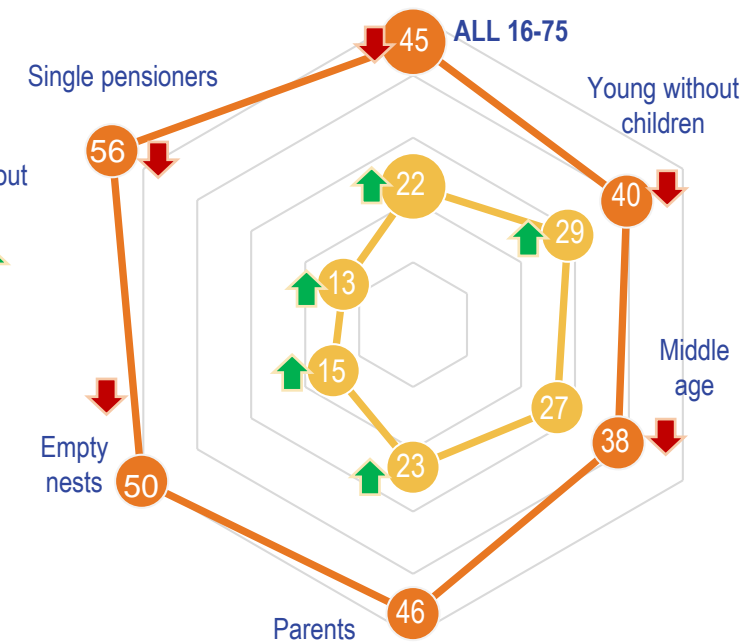 45
ALL 16-75
Single pensioners
Young without
children
56
out
40
22
29
13
15
Middle
age
27
38
23
Empty
nests
50
46
Parents